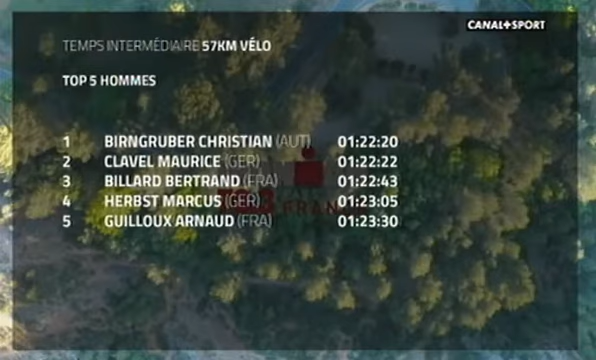 CANAL+SPORT
TEMPS INTERMÉDIAIRE 57KM VÉLO
TOP 5 HOMMES
1 BIRNGRUBER CHRISTIAN (AUT) 01:22:20
2 CLAVEL MAURICE (GER) 01:22:22
3 BILLARD BERTRAND (FRA) 01:22:43
4 HERBST MARCUS (GER) 01:23:05
5 GUILLOUX ARNAUD (FRA) 01:23:30